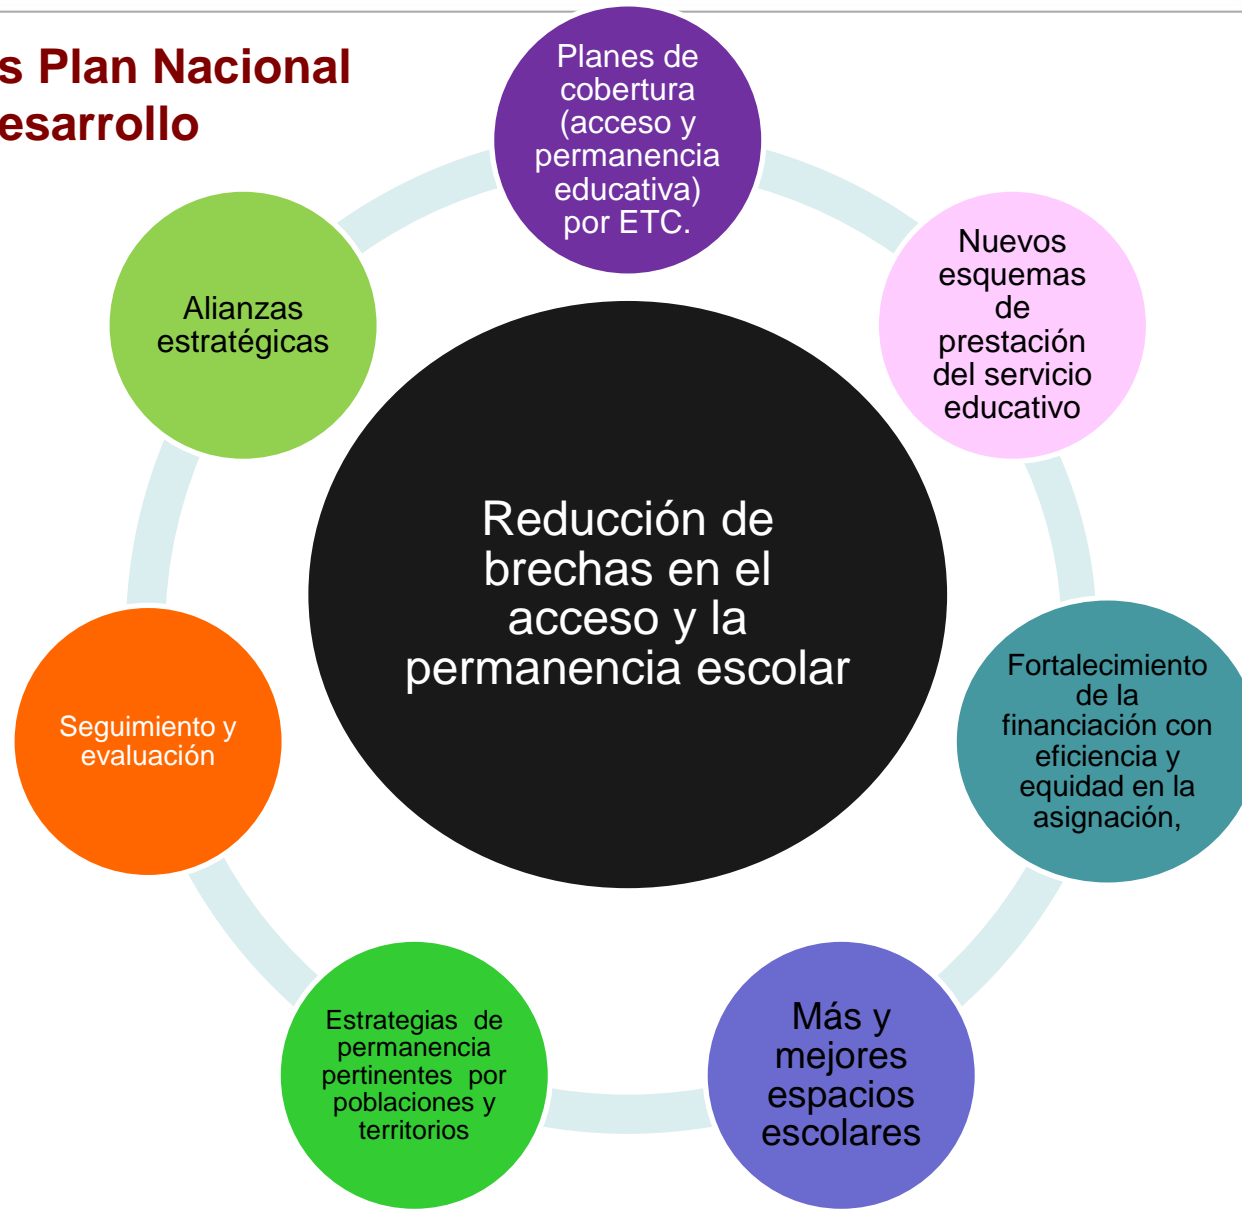 s Plan Nacional
esarrollo
Planes de
cobertura
(acceso y
permanencia
educativa)
por ETC.
Nuevos
esquemas
de
prestación
del servicio
educativo
Fortalecimiento
de la
financiación con
eficiencia y
equidad en la
asignación,
Más y
mejores
espacios
escolares
Estrategias de
permanencia
pertinentes por
poblaciones y
territorios
Seguimiento y
evaluación
Alianzas
estratégicas
Reducción de
brechas en el
acceso y la
permanencia escolar